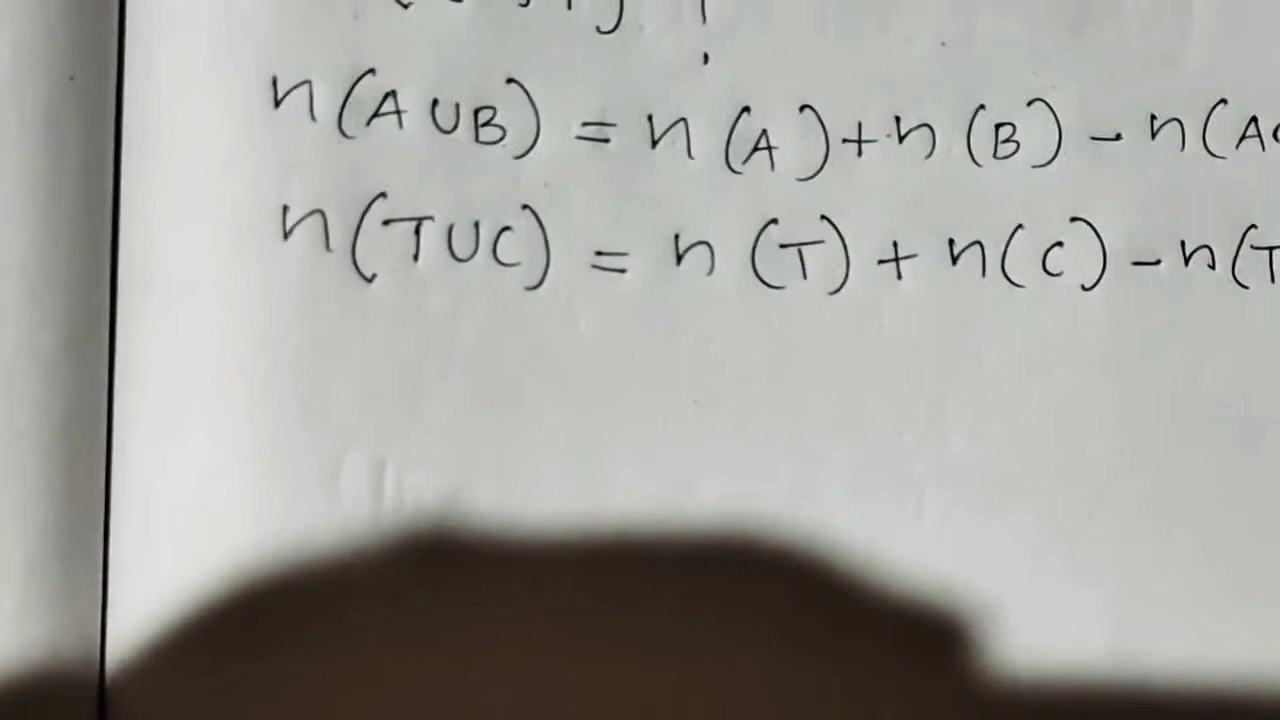 n(A∪B) = n(A)+n(B) - n(A
n(T∪C) = n(T) + n(C) - n(T